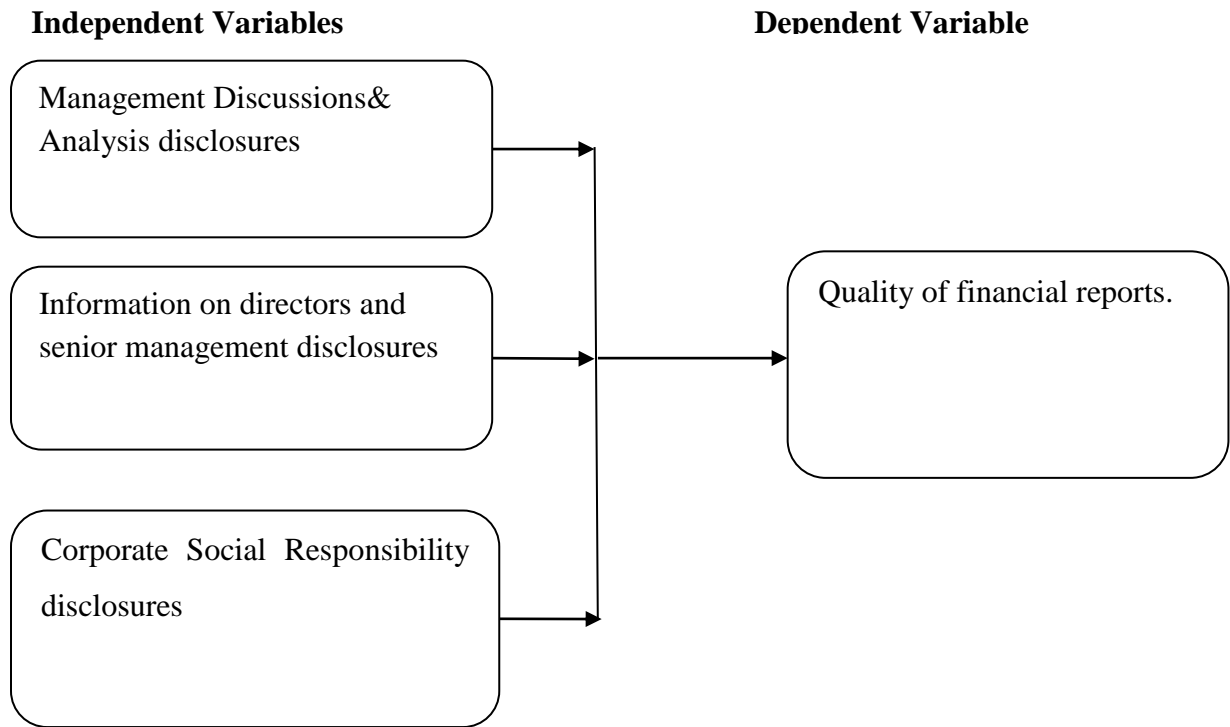 Independent Variables
Dependent Variable
Management Discussions&
Analysis disclosures
Information on directors and
senior management disclosures
Quality of financial reports.
Corporate Social Responsibility
disclosures